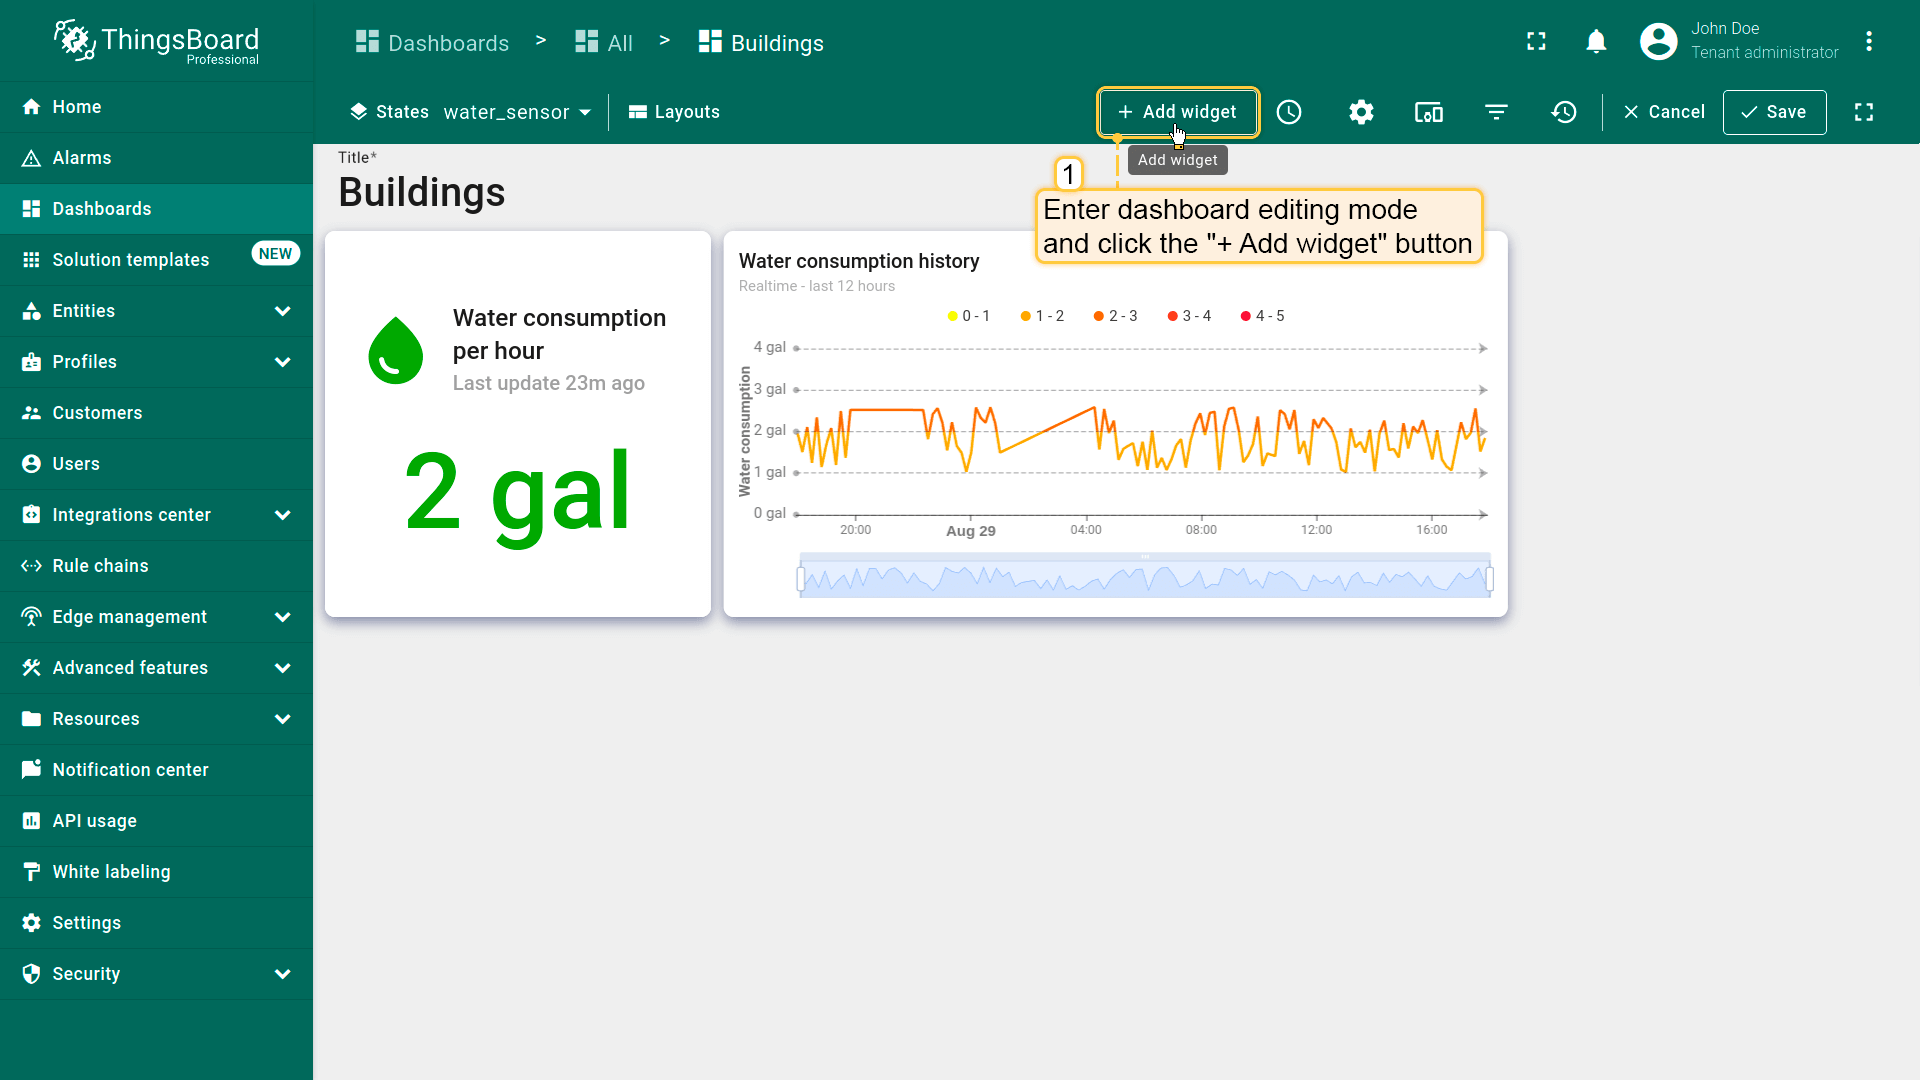 ThingsBoard
Professional
Dashboards > All > Buildings
John Doe
Tenant administrator
States water_sensor
Layouts
+ Add widget
Cancel
Save
Add widget
Home
Alarms
Dashboards
Solution templates NEW
Entities
Profiles
Customers
Users
Integrations center
Rule chains
Edge management
Advanced features
Resources
Notification center
API usage
White labeling
Settings
Security
Title*
Buildings
1
Enter dashboard editing mode
and click the "+ Add widget" button
Water consumption
per hour
Last update 23m ago
2 gal
Water consumption history
Realtime - last 12 hours
0 - 1 1 - 2 2 - 3 3 - 4 4 - 5
Water consumption
4 gal
3 gal
2 gal
1 gal
0 gal
20:00 Aug 29 04:00 08:00 12:00 16:00